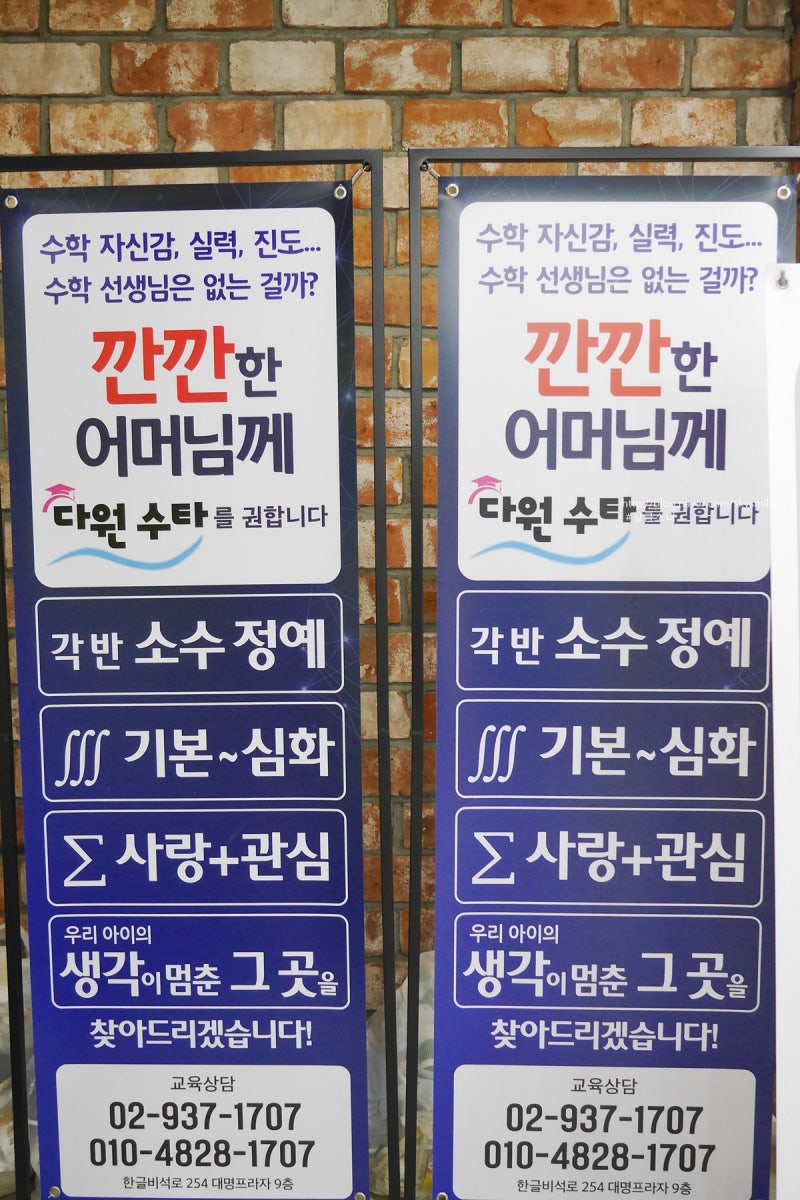 수학 자신감, 실력, 진도...
수학 선생님은 없는 걸까?
깐깐한
어머님께
다원 수타를 권합니다
각 반 소수 정예
∭ 기본~심화
∑ 사랑+관심
우리 아이의
생각이 멈춘 그 곳을
찾아드리겠습니다!
교육상담
02-937-1707
010-4828-1707
한글비석로 254 대명프라자 9층
수학 자신감, 실력, 진도...
수학 선생님은 없는 걸까?
깐깐한
어머님께
다원 수타를 권합니다
각 반 소수 정예
∭ 기본~심화
∑ 사랑+관심
우리 아이의
생각이 멈춘 그 곳을
찾아드리겠습니다!
교육상담
02-937-1707
010-4828-1707
한글비석로 254 대명프라자 9층